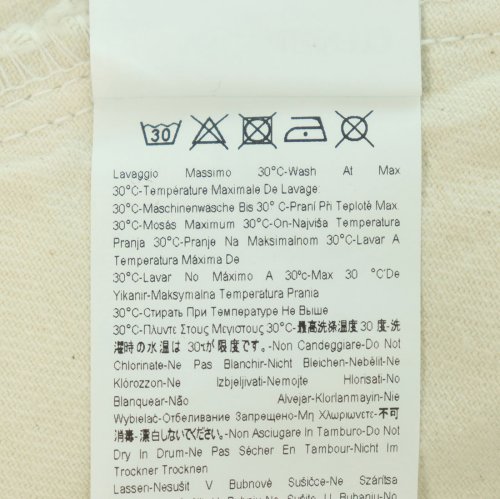 30
Lavaggio Massimo 30°C-Wash At Max
30°C-Température Maximale De Lavage
30°C-Maschinenwäsche Bis 30° C-Praní Při Teplotě Max.
30°C-Mosás Maximum 30°C-On-Najviša Temperatura
Pranja 30°C-Pranje Na Maksimalnom 30°C-Lavar A
Temperatura Máxima De
30°C-Lavar No Máximo A 30ºc-Max 30 °C'De
Yikanir-Maksymalna Temperatura Prania
30°C-Стирать При Температуре Не Выше
30°C-Πλυντε Στους Μεγιστους 30°C-最高洗涤温度30 度-洗
濯時の水温は 30℃が限度です。-Non Candeggiare-Do Not
Chlorinate-Ne Pas Blanchir-Nicht Bleichen-Nebělit-Ne
Klórozzon-Ne Izbjeljivati-Nemojte Hlorisati-No
Blanquear-Não Alvejar-Klorlanmayin-Nie
Wybielać-Отбеливание Запрещено-Μη Χλωριωνετε-不可
消毒- 漂白しないでください。-Non Asciugare In Tamburo-Do Not
Dry In Drum-Ne Pas Sécher En Tambour-Nicht Im
Trockner Trocknen
Lassen-Nesušit V Bubnové Sušičce-Ne Szárítsa